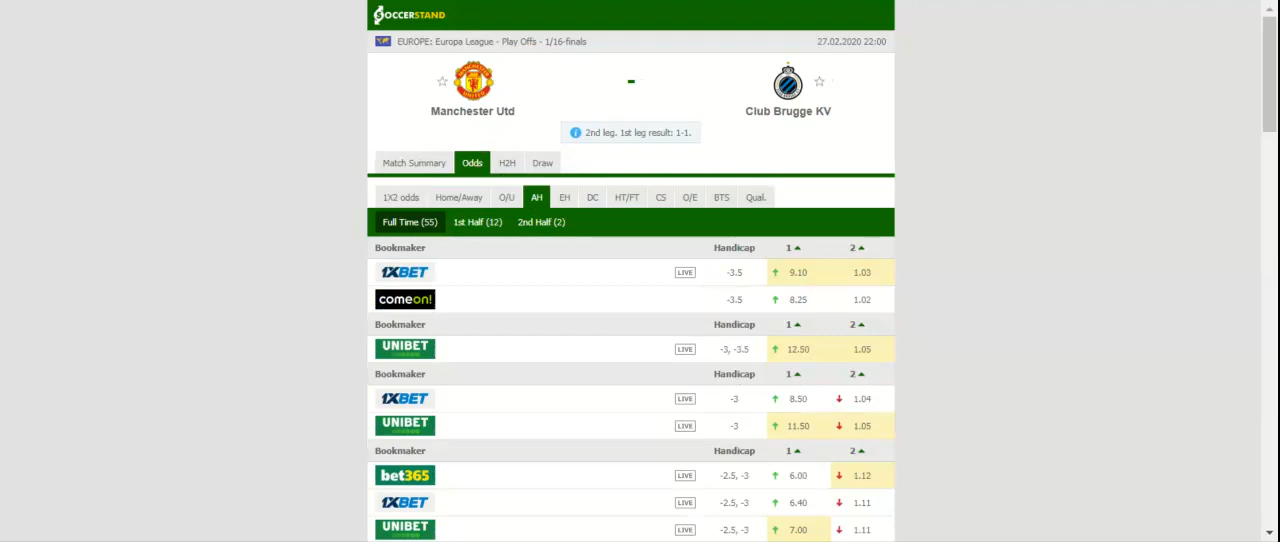 SOCCERSTAND
EUROPE: Europa League - Play Offs - 1/16-finals 27.02.2020 22:00
-
Manchester Utd Club Brugge KV
2nd leg. 1st leg result: 1-1.
Match Summary Odds H2H Draw
1X2 odds Home/Away O/U AH EH DC HT/FT CS O/E BTS Qual.
Full Time (55) 1st Half (12) 2nd Half (2)
Bookmaker Handicap 1 2
1XBET LIVE -3.5 9.10 1.03
comeon! -3.5 8.25 1.02
Bookmaker Handicap 1 2
UNIBET LIVE -3, -3.5 12.50 1.05
Bookmaker Handicap 1 2
1XBET LIVE -3 8.50 1.04
UNIBET LIVE -3 11.50 1.05
Bookmaker Handicap 1 2
bet365 LIVE -2.5, -3 6.00 1.12
1XBET LIVE -2.5, -3 6.40 1.11
UNIBET LIVE -2.5, -3 7.00 1.11